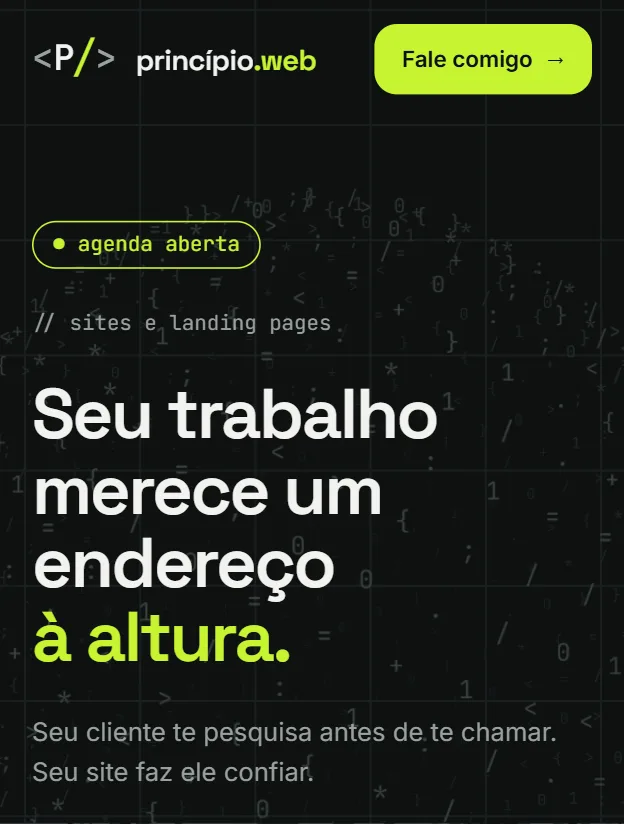 <P/> princípio.web
Fale comigo →
agenda aberta
// sites e landing pages
Seu trabalho
merece um
endereço
à altura.
Seu cliente te pesquisa antes de te chamar.
Seu site faz ele confiar.